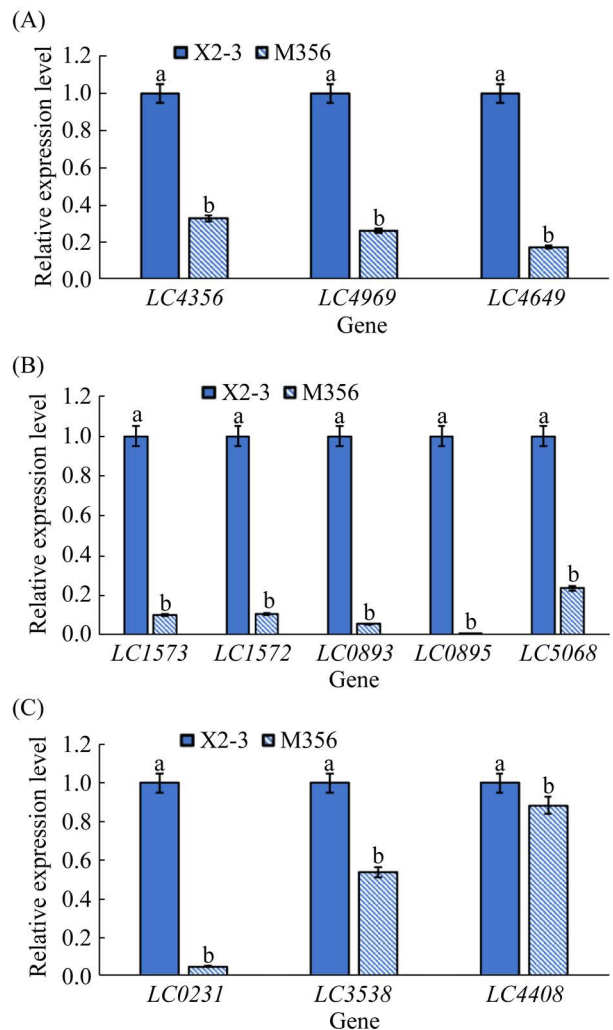 (A)
X2-3 M356
Relative expression level
1.2
1.0
0.8
0.6
0.4
0.2
0.0
a b a b a b
LC4356 LC4969 LC4649
Gene
(B)
X2-3 M356
Relative expression level
1.2
1.0
0.8
0.6
0.4
0.2
0.0
a b a b a b a b a b
LC1573 LC1572 LC0893 LC0895 LC5068
Gene
(C)
X2-3 M356
Relative expression level
1.2
1.0
0.8
0.6
0.4
0.2
0.0
a b a b a b
LC0231 LC3538 LC4408
Gene